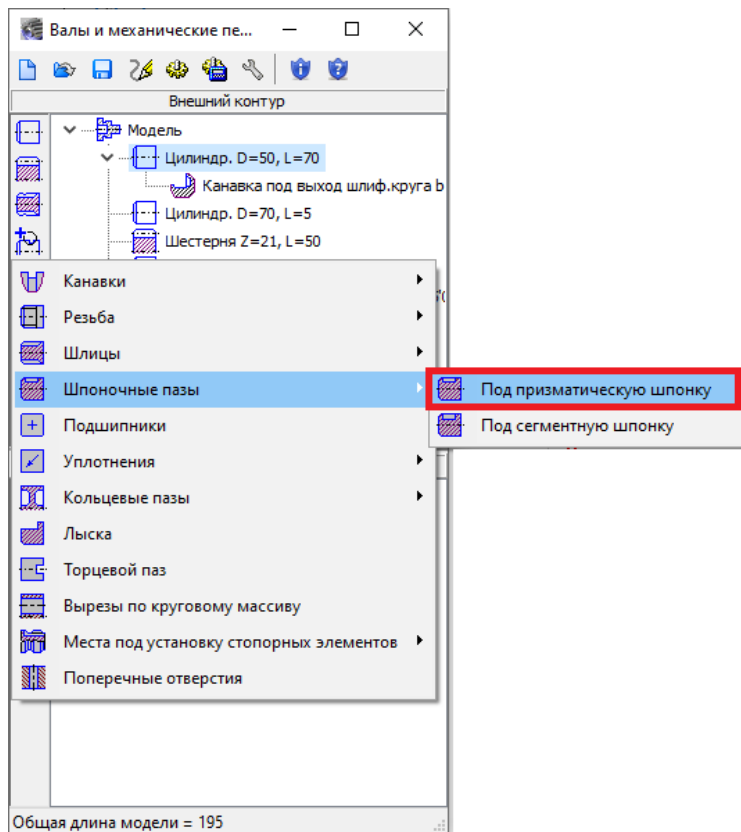 Валы и механические пе...
Внешний контур
Модель
Цилиндр. D=50, L=70
Канавка под выход шлиф.круга b
Цилиндр. D=70, L=5
Шестерня Z=21, L=50
Канавки
Резьба
Шлицы
Шпоночные пазы
Под призматическую шпонку
Подшипники
Под сегментную шпонку
Уплотнения
Кольцевые пазы
Лыска
Торцевой паз
Вырезы по круговому массиву
Места под установку стопорных элементов
Поперечные отверстия
Общая длина модели = 195